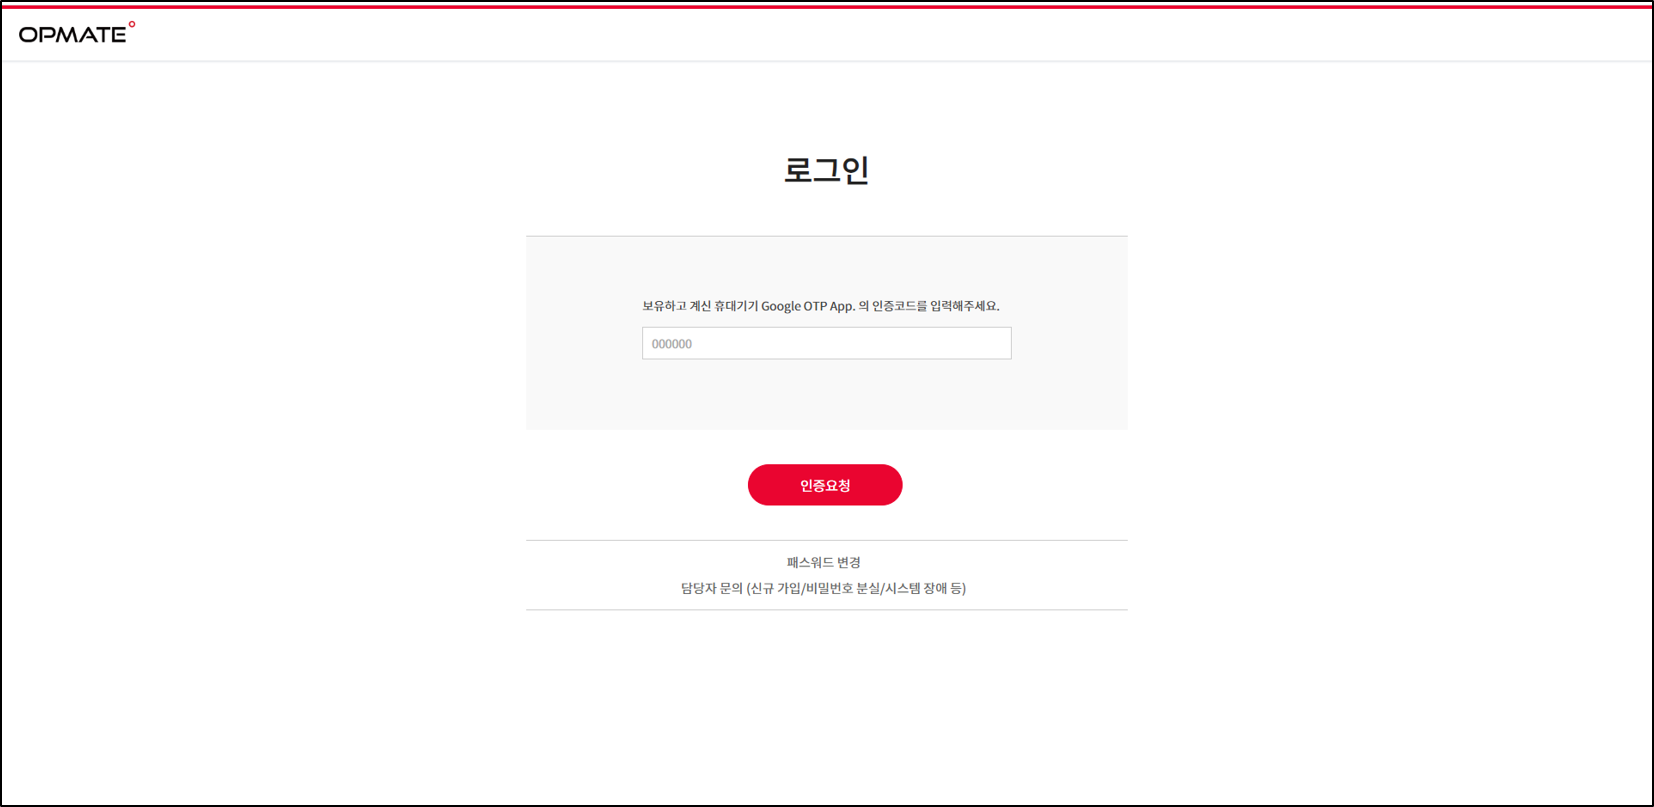 OPMATE
로그인
보유하고 계신 휴대기기 Google OTP App. 의 인증코드를 입력해주세요.
000000
인증요청
패스워드 변경
담당자 문의 (신규 가입/비밀번호 분실/시스템 장애 등)